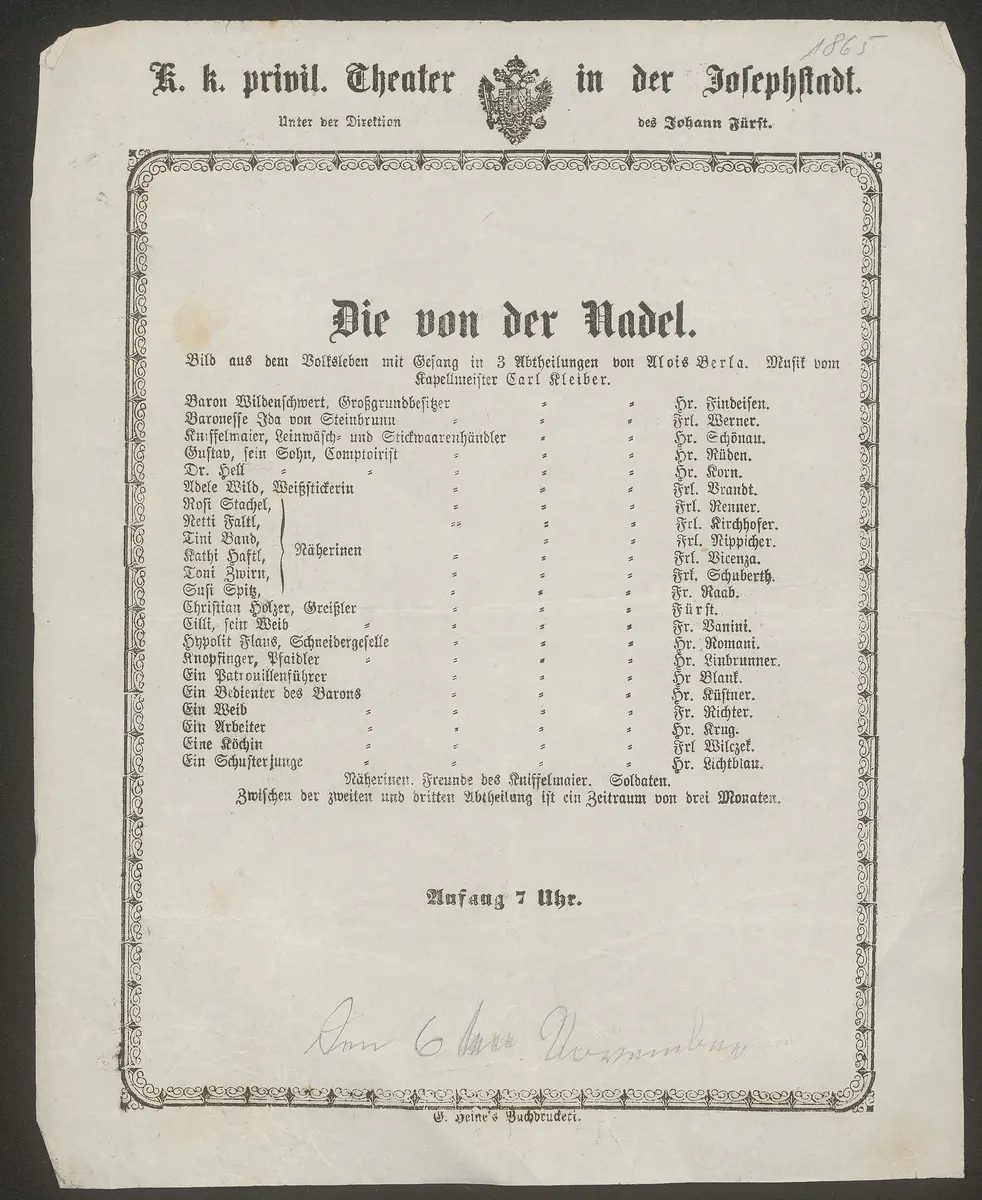 1865
K. k. privil. Theater in der Josephstadt.
Unter der Direktion des Johann Fürst.
Die von der Nadel.
Bild aus dem Volksleben mit Gesang in 3 Abtheilungen von Alois Berla. Musik vom
Kapellmeister Carl Kleiber.
Baron Wildenschwert, Großgrundbesitzer = = Hr. Findeisen.
Baronesse Ida von Steinbrunn = = = Frl. Werner.
Kniffelmaier, Leinwäsch- und Stickwaarenhändler = = Hr. Schönau.
Gustav, sein Sohn, Comptoirist = = = Hr. Rüden.
Dr. Hell = = = = = Hr. Korn.
Adele Wild, Weißstickerin = = = Frl. Brandt.
Rosi Stachel, = = = Frl. Renner.
Netti Faltl, = = = Frl. Kirchhofer.
Tini Band, = = Frl. Rippicher.
Näherinen
Kathi Haftl, = = = Frl. Vicenza.
Toni Zwirn, = = = Frl. Schuberth.
Susi Spitz, = = = Fr. Raab.
Christian Holzer, Greißler = = = Fürst.
Cilli, sein Weib = = = = Fr. Vanini.
Hypolit Flaus, Schneidergeselle = = = Hr. Romani.
Knopfinger, Pfaidler = = = = Hr. Linbrunner.
Ein Patrouillenführer = = = Hr Blank.
Ein Bedienter des Barons = = = Hr. Küstner.
Ein Weib = = = = Fr. Richter.
Ein Arbeiter = = = = Hr. Krug.
Eine Köchin = = = = Frl Wilczek.
Ein Schusterjunge = = = = Hr. Lichtblau.
Näherinen. Freunde des Kniffelmaier. Soldaten.
Zwischen der zweiten und dritten Abtheilung ist ein Zeitraum von drei Monaten.
Anfang 7 Uhr.
Den 6ten November
G. Heine's Buchdruckeri.